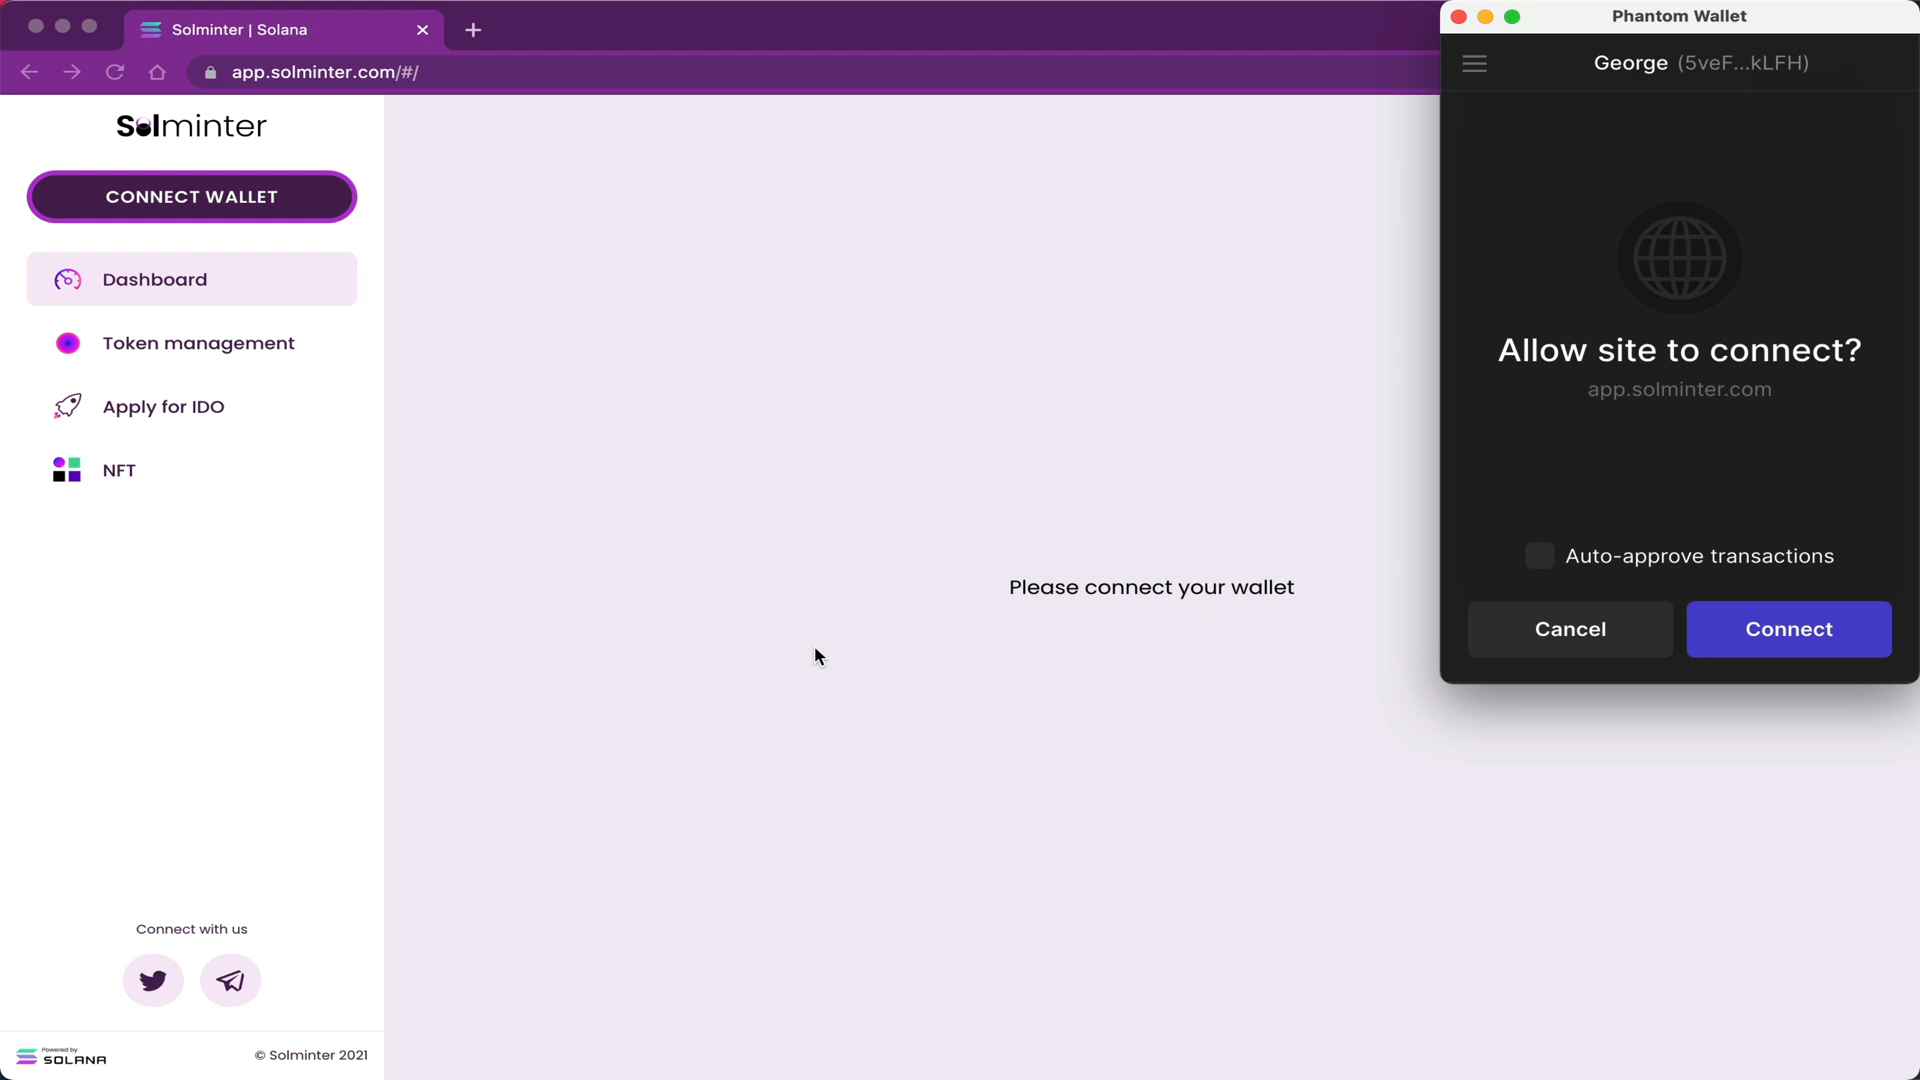 Solminter | Solana
app.solminter.com/#/
Solminter
CONNECT WALLET
Dashboard
Token management
Apply for IDO
NFT
Please connect your wallet
Connect with us
Powered by
SOLANA
© Solminter 2021
Phantom Wallet
George (5veF...kLFH)
Allow site to connect?
app.solminter.com
Auto-approve transactions
Cancel
Connect